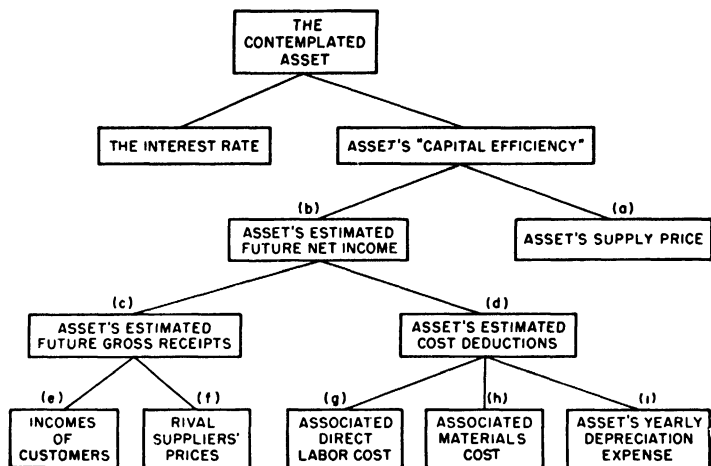 THE
CONTEMPLATED
ASSET
THE INTEREST RATE
ASSET'S "CAPITAL EFFICIENCY"
(b)
(a)
ASSET'S ESTIMATED
FUTURE NET INCOME
ASSET'S SUPPLY PRICE
(c)
(d)
ASSET'S ESTIMATED
FUTURE GROSS RECEIPTS
ASSET'S ESTIMATED
COST DEDUCTIONS
(e)
(f)
(g)
(h)
(i)
INCOMES
OF
CUSTOMERS
RIVAL
SUPPLIERS'
PRICES
ASSOCIATED
DIRECT
LABOR COST
ASSOCIATED
MATERIALS
COST
ASSET'S YEARLY
DEPRECIATION
EXPENSE